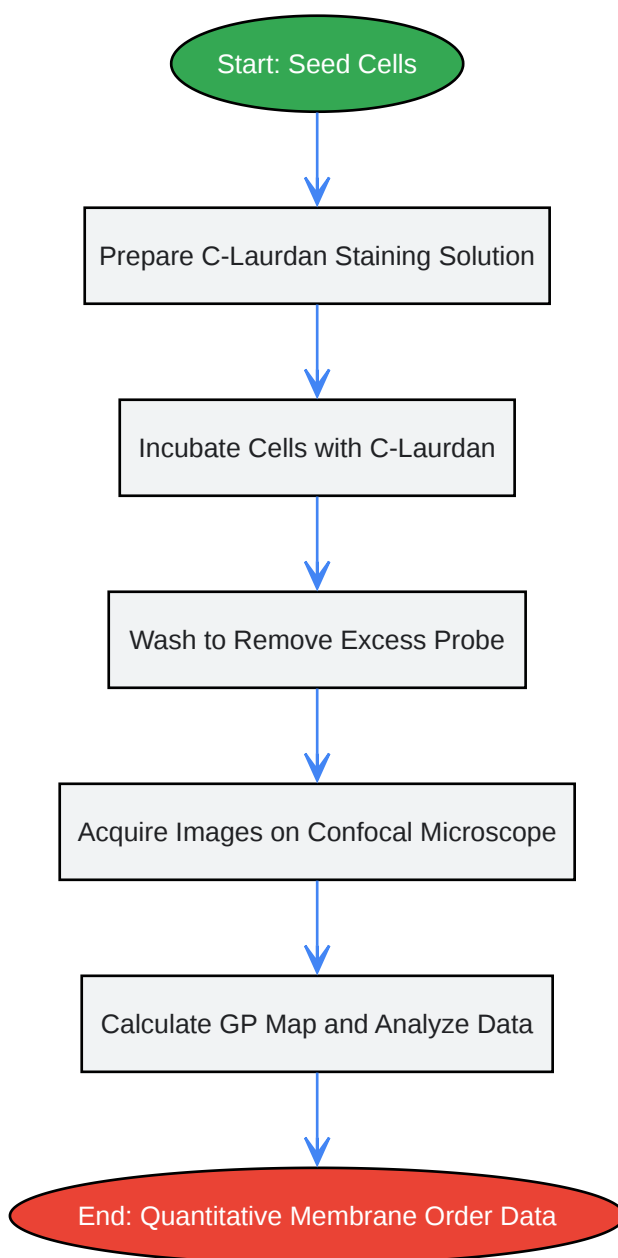 Start: Seed Cells
Prepare C-Laurdan Staining Solution
Incubate Cells with C-Laurdan
Wash to Remove Excess Probe
Acquire Images on Confocal Microscope
Calculate GP Map and Analyze Data
End: Quantitative Membrane Order Data